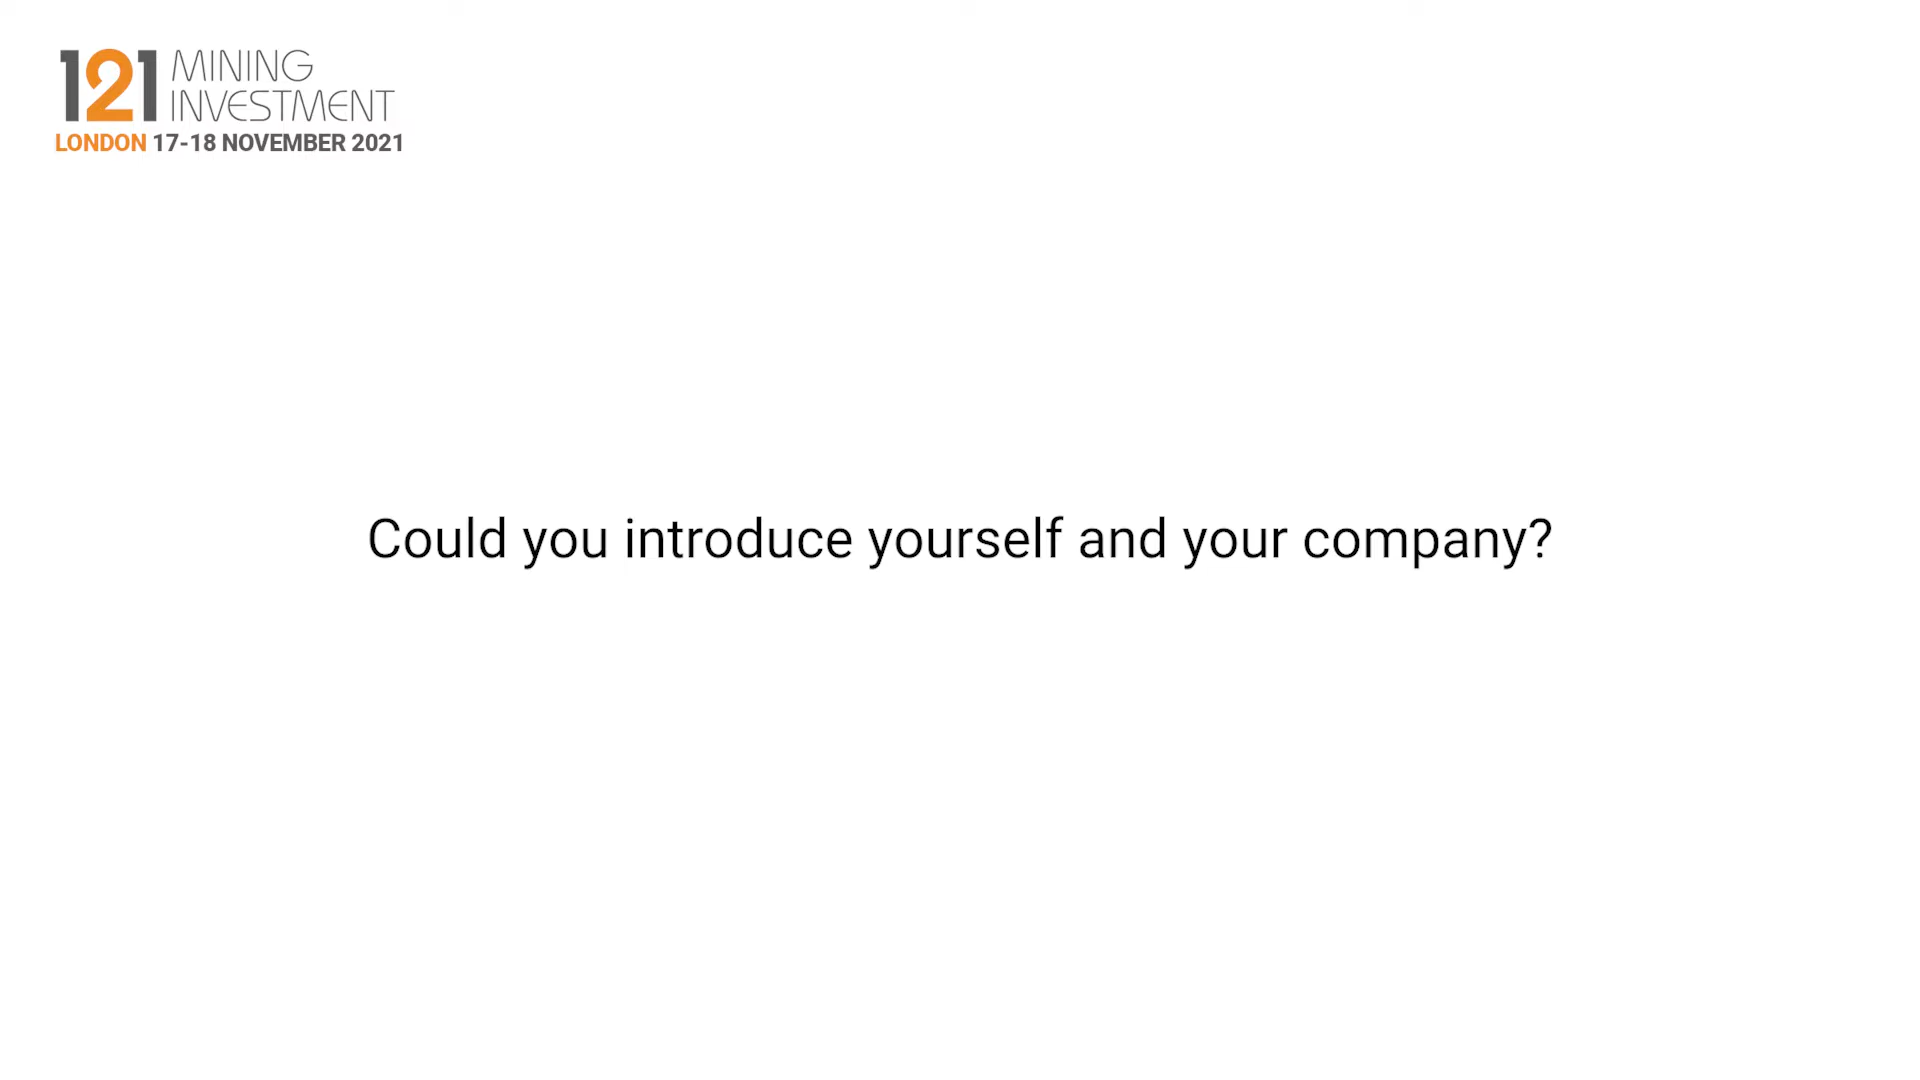 121 MINING
INVESTMENT
LONDON 17-18 NOVEMBER 2021
Could you introduce yourself and your company?